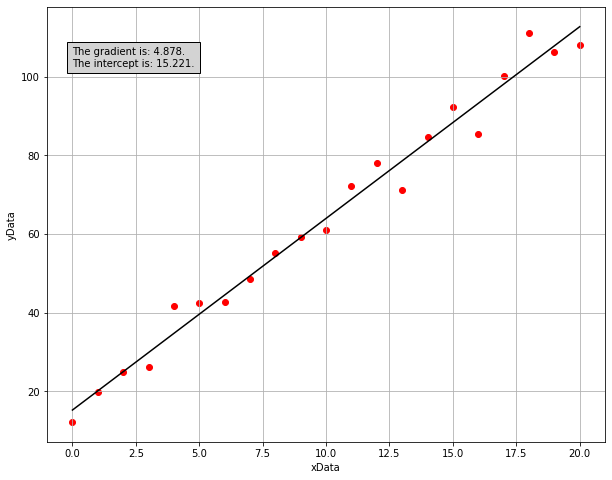 The gradient is: 4.878.
The intercept is: 15.221.
100
80
60
40
20
yData
0.0 2.5 5.0 7.5 10.0 12.5 15.0 17.5 20.0
xData